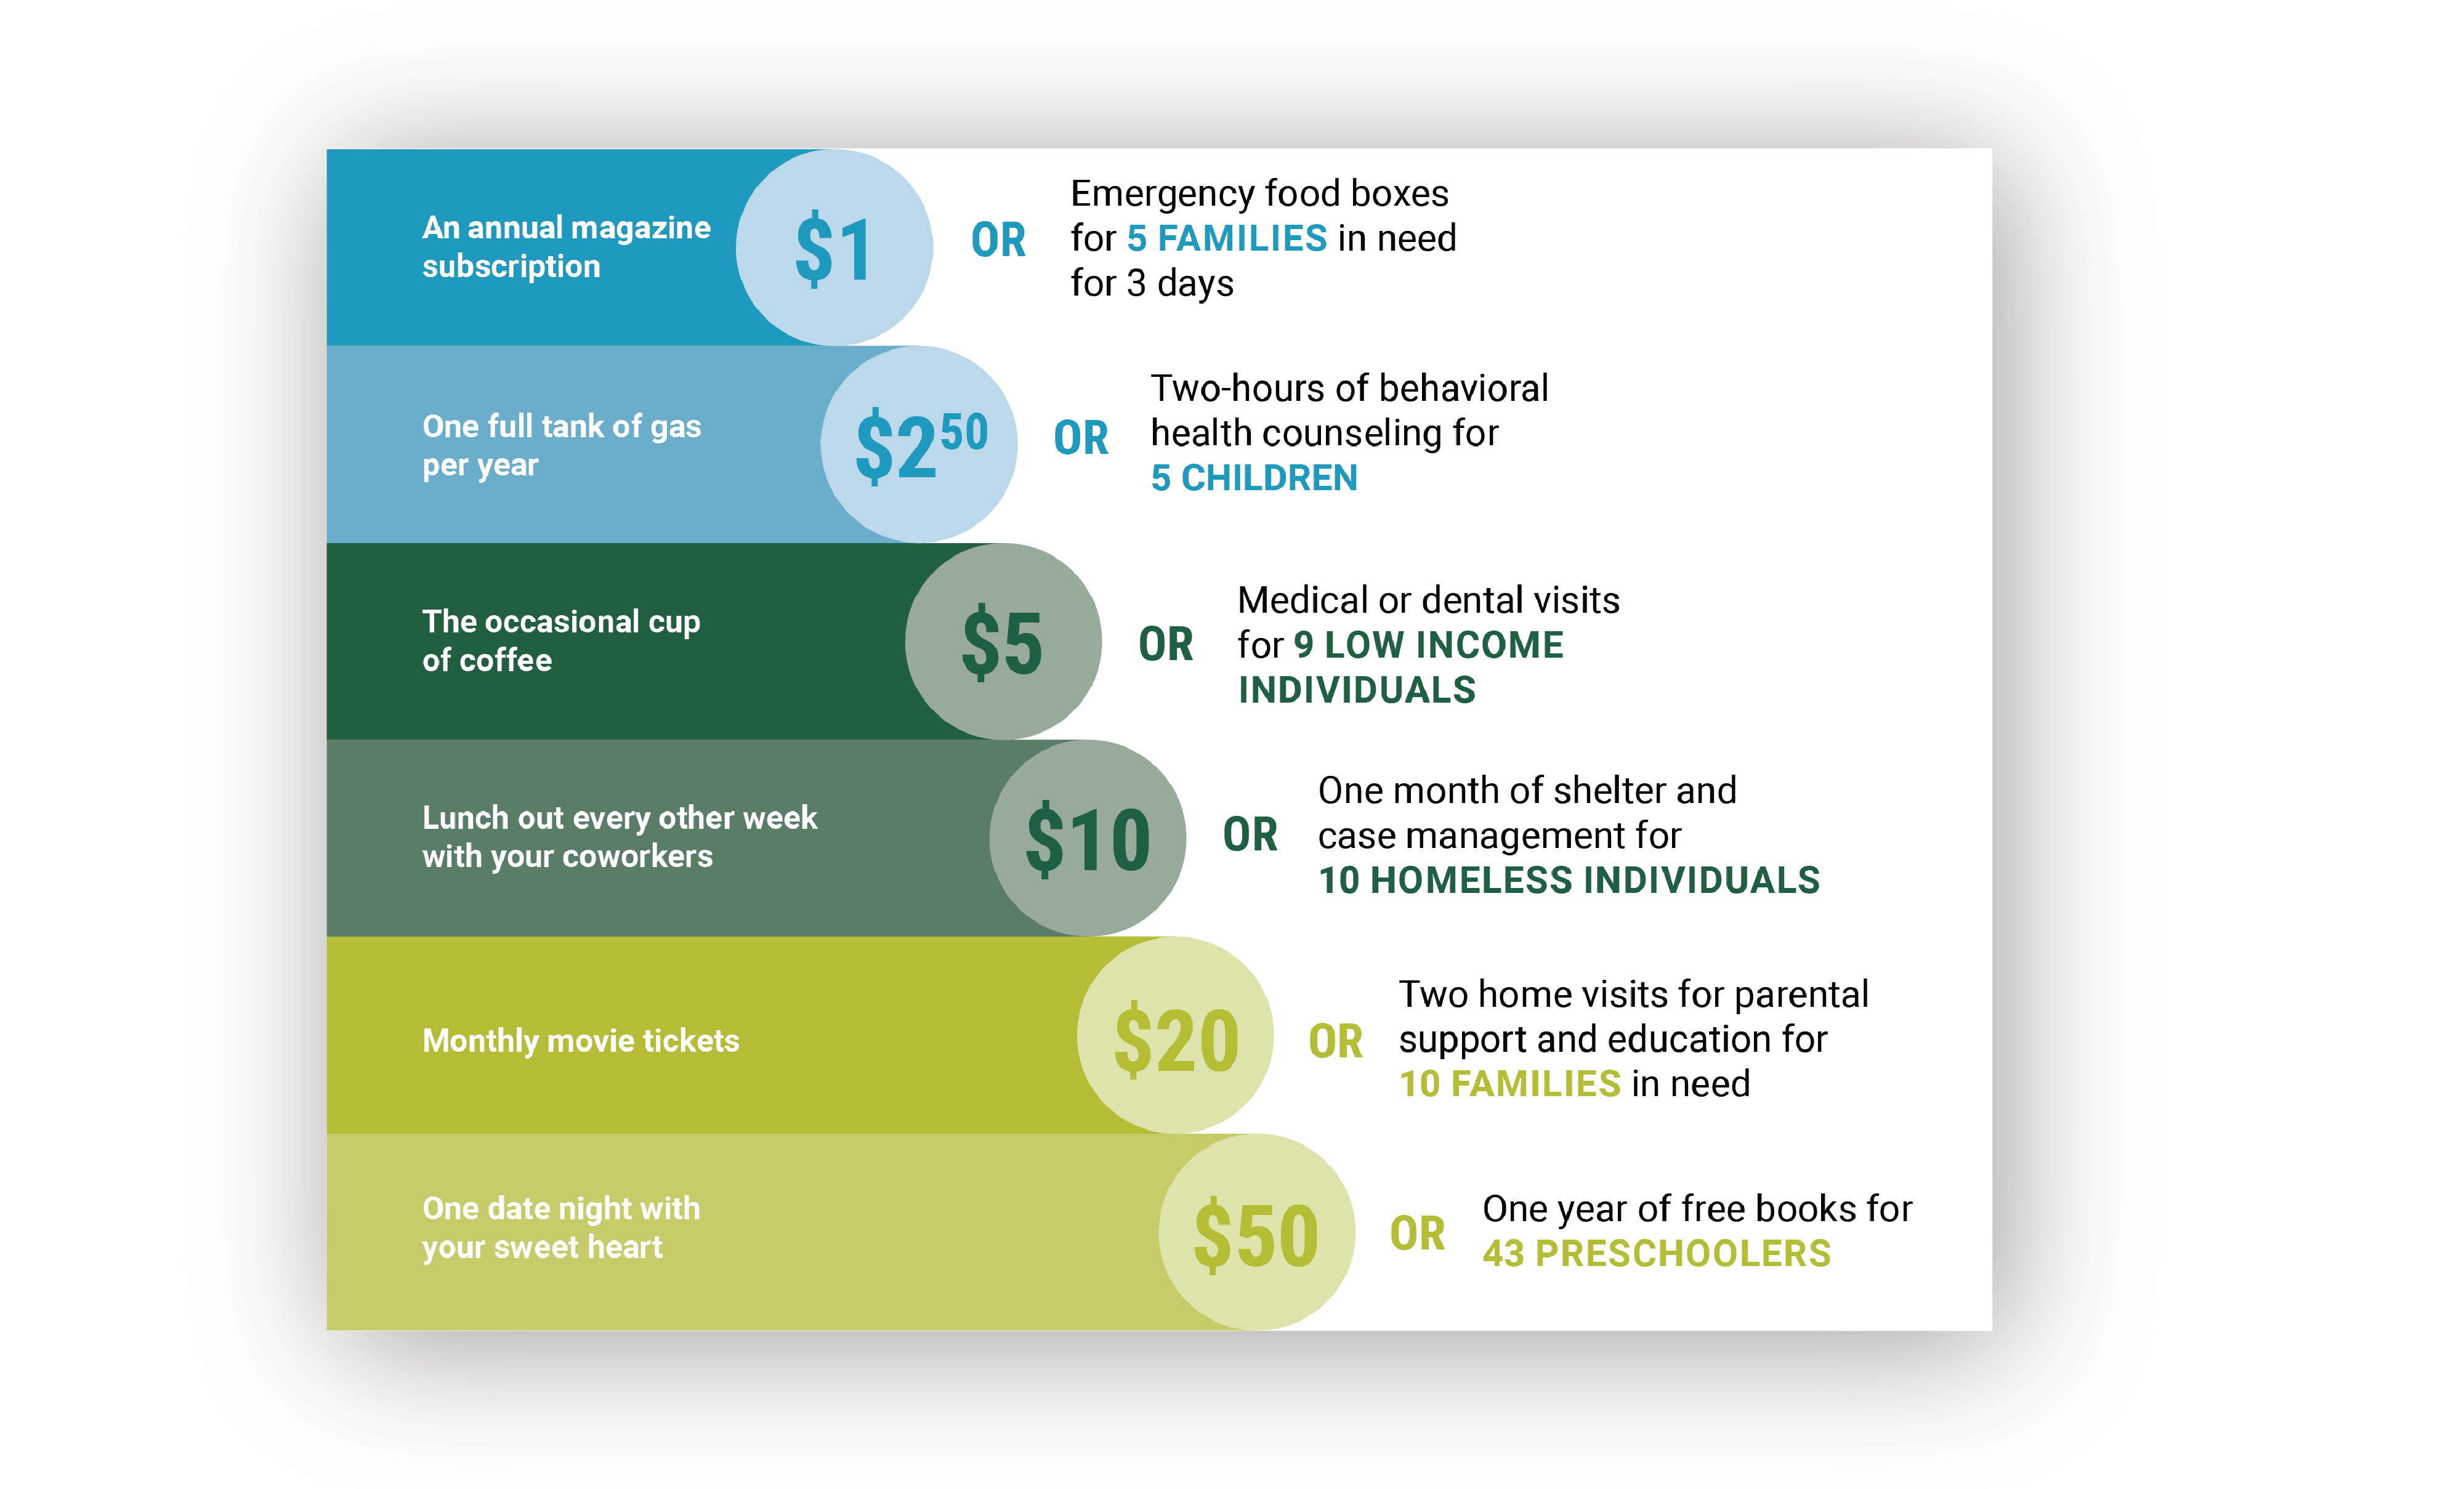 An annual magazine
subscription
$1
OR
Emergency food boxes
for 5 FAMILIES in need
for 3 days
One full tank of gas
per year
$250
OR
Two-hours of behavioral
health counseling for
5 CHILDREN
The occasional cup
of coffee
$5
OR
Medical or dental visits
for 9 LOW INCOME
INDIVIDUALS
Lunch out every other week
with your coworkers
$10
OR
One month of shelter and
case management for
10 HOMELESS INDIVIDUALS
Monthly movie tickets
$20
OR
Two home visits for parental
support and education for
10 FAMILIES in need
One date night with
your sweet heart
$50
OR
One year of free books for
43 PRESCHOOLERS